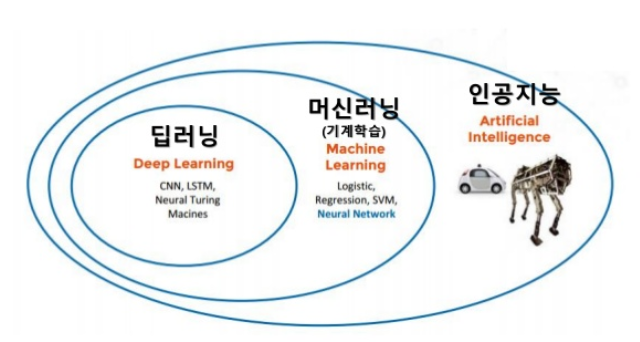 딥러닝
Deep Learning
CNN, LSTM,
Neural Turing
Macines
머신러닝
(기계학습)
Machine
Learning
Logistic,
Regression, SVM,
Neural Network
인공지능
Artificial
Intelligence